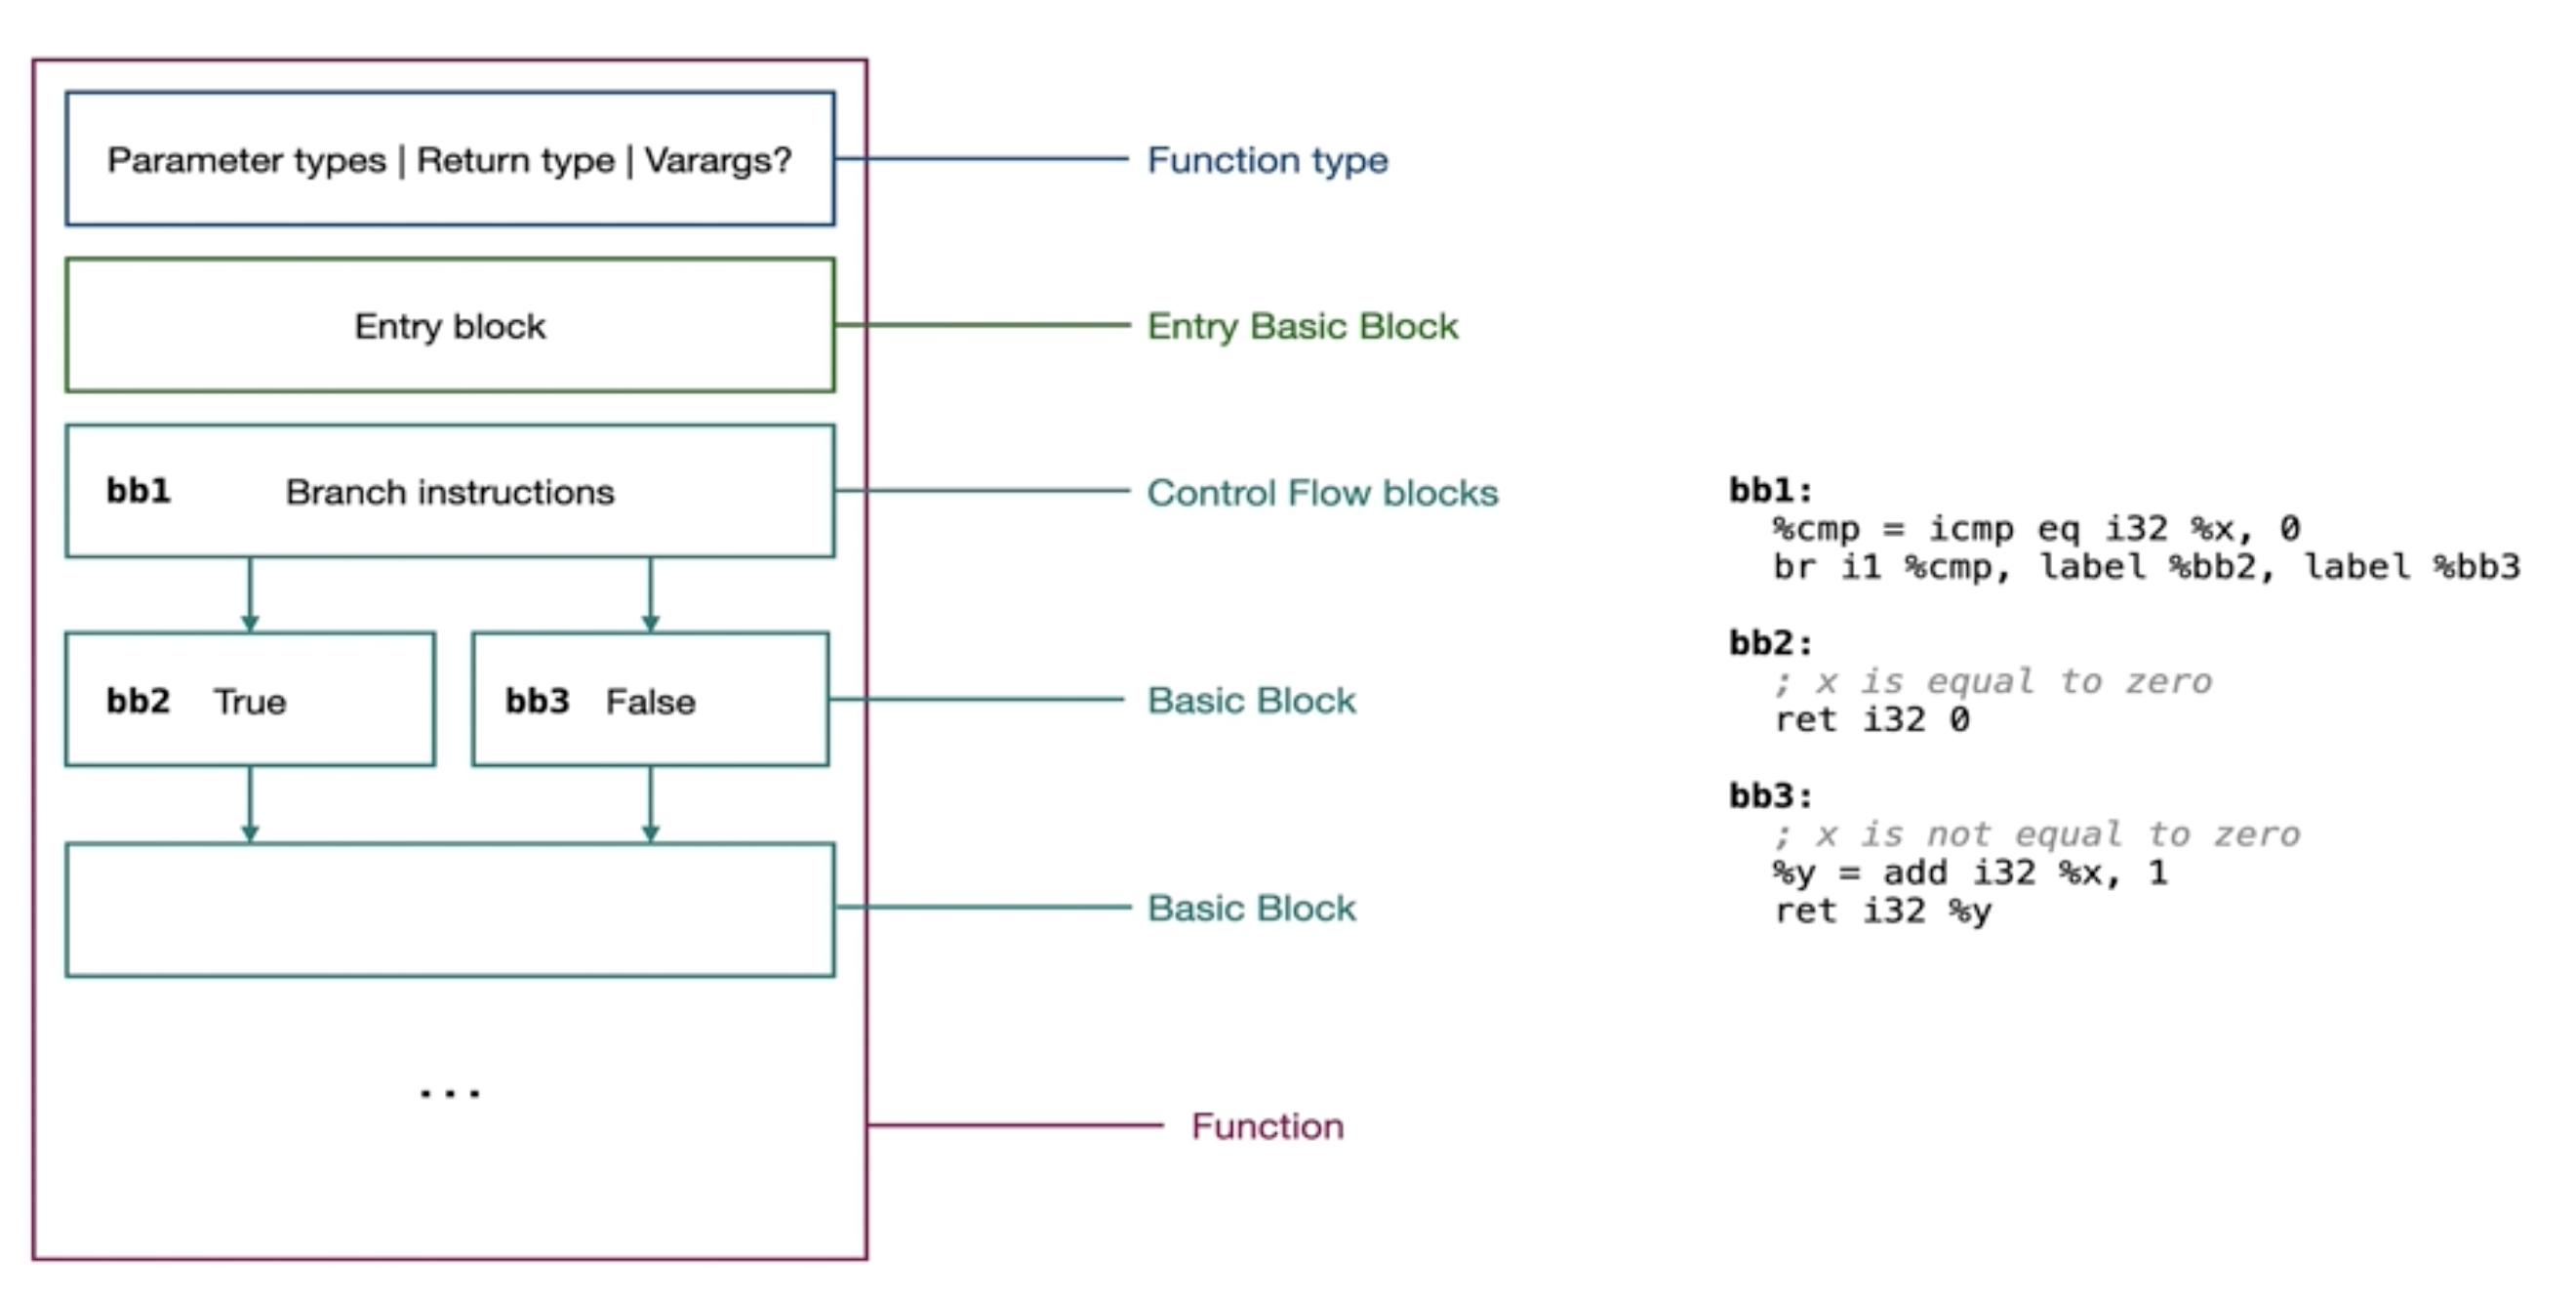 Parameter types | Return type | Varargs?
Function type
Entry block
Entry Basic Block
bb1 Branch instructions
Control Flow blocks
bb2 True
bb3 False
Basic Block
Basic Block
...
Function
bb1:
%cmp = icmp eq i32 %x, 0
br i1 %cmp, label %bb2, label %bb3
bb2:
; x is equal to zero
ret i32 0
bb3:
; x is not equal to zero
%y = add i32 %x, 1
ret i32 %y